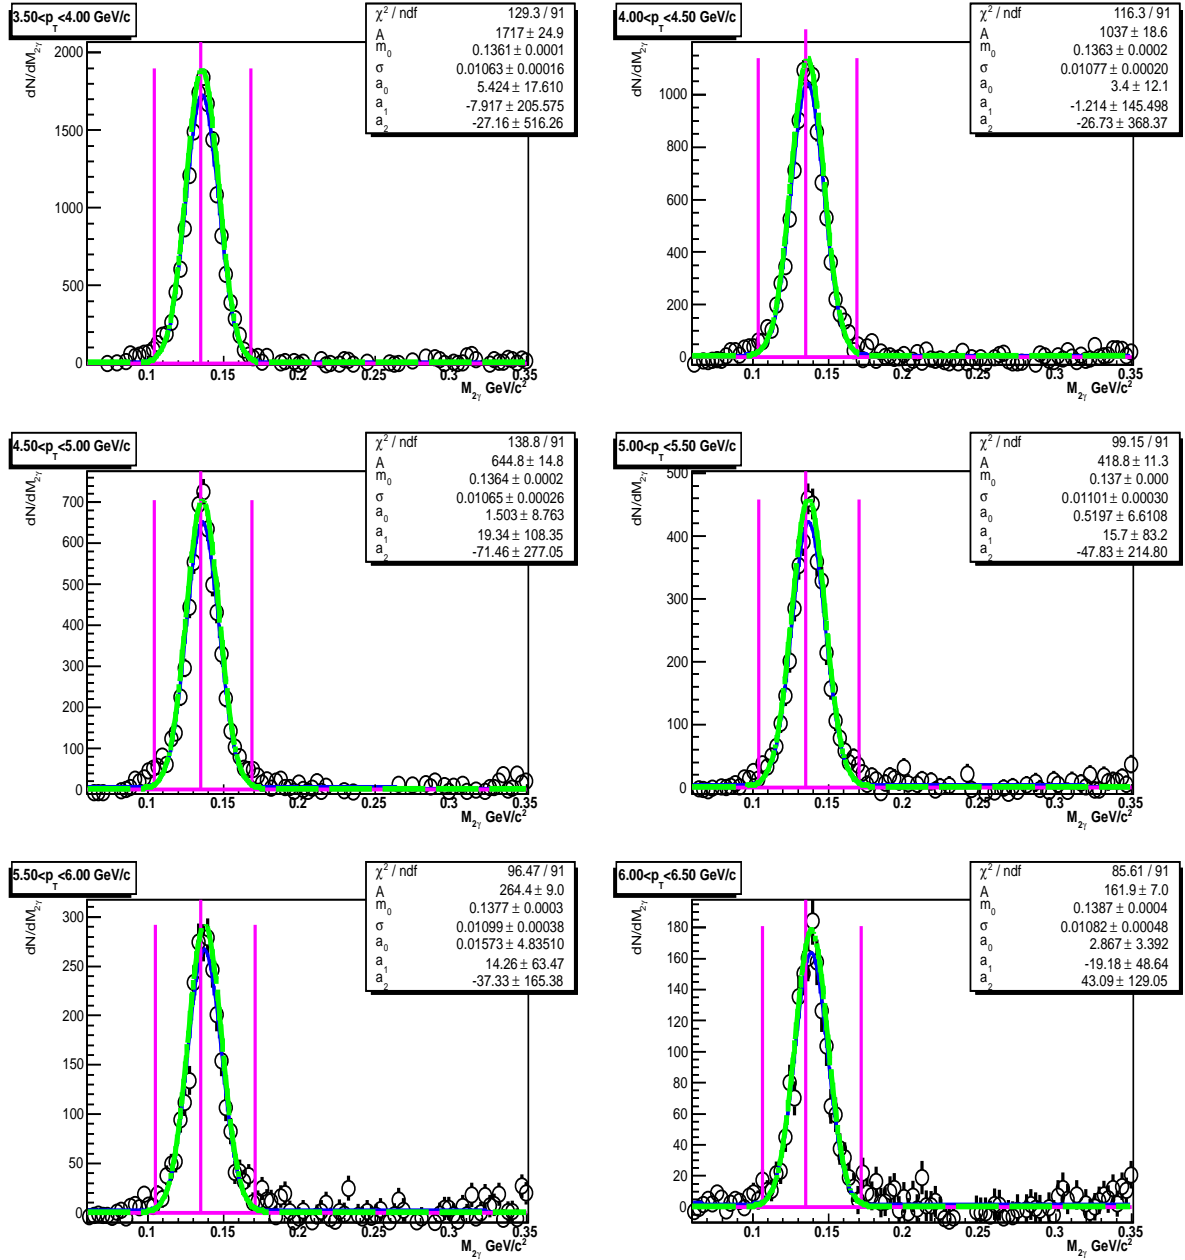 3.50<p_T<4.00 GeV/c
χ² / ndf 129.3 / 91
A 1717 ± 24.9
m_0 0.1361 ± 0.0001
σ 0.01063 ± 0.00016
a_0 5.424 ± 17.610
a_1 -7.917 ± 205.575
a_2 -27.16 ± 516.26
dN/dM_2γ
2000
1500
1000
500
0
0.1 0.15 0.2 0.25 0.3 0.35
M_2γ GeV/c²
4.00<p_T<4.50 GeV/c
χ² / ndf 116.3 / 91
A 1037 ± 18.6
m_0 0.1363 ± 0.0002
σ 0.01077 ± 0.00020
a_0 3.4 ± 12.1
a_1 -1.214 ± 145.498
a_2 -26.73 ± 368.37
dN/dM_2γ
1000
800
600
400
200
0
0.1 0.15 0.2 0.25 0.3 0.35
M_2γ GeV/c²
4.50<p_T<5.00 GeV/c
χ² / ndf 138.8 / 91
A 644.8 ± 14.8
m_0 0.1364 ± 0.0002
σ 0.01065 ± 0.00026
a_0 1.503 ± 8.763
a_1 19.34 ± 108.35
a_2 -71.46 ± 277.05
dN/dM_2γ
700
600
500
400
300
200
100
0
0.1 0.15 0.2 0.25 0.3 0.35
M_2γ GeV/c²
5.00<p_T<5.50 GeV/c
χ² / ndf 99.15 / 91
A 418.8 ± 11.3
m_0 0.137 ± 0.000
σ 0.01101 ± 0.00030
a_0 0.5197 ± 6.6108
a_1 15.7 ± 83.2
a_2 -47.83 ± 214.80
dN/dM_2γ
500
400
300
200
100
0
0.1 0.15 0.2 0.25 0.3 0.35
M_2γ GeV/c²
5.50<p_T<6.00 GeV/c
χ² / ndf 96.47 / 91
A 264.4 ± 9.0
m_0 0.1377 ± 0.0003
σ 0.01099 ± 0.00038
a_0 0.01573 ± 4.83510
a_1 14.26 ± 63.47
a_2 -37.33 ± 165.38
dN/dM_2γ
300
250
200
150
100
50
0
0.1 0.15 0.2 0.25 0.3 0.35
M_2γ GeV/c²
6.00<p_T<6.50 GeV/c
χ² / ndf 85.61 / 91
A 161.9 ± 7.0
m_0 0.1387 ± 0.0004
σ 0.01082 ± 0.00048
a_0 2.867 ± 3.392
a_1 -19.18 ± 48.64
a_2 43.09 ± 129.05
dN/dM_2γ
180
160
140
120
100
80
60
40
20
0
0.1 0.15 0.2 0.25 0.3 0.35
M_2γ GeV/c²